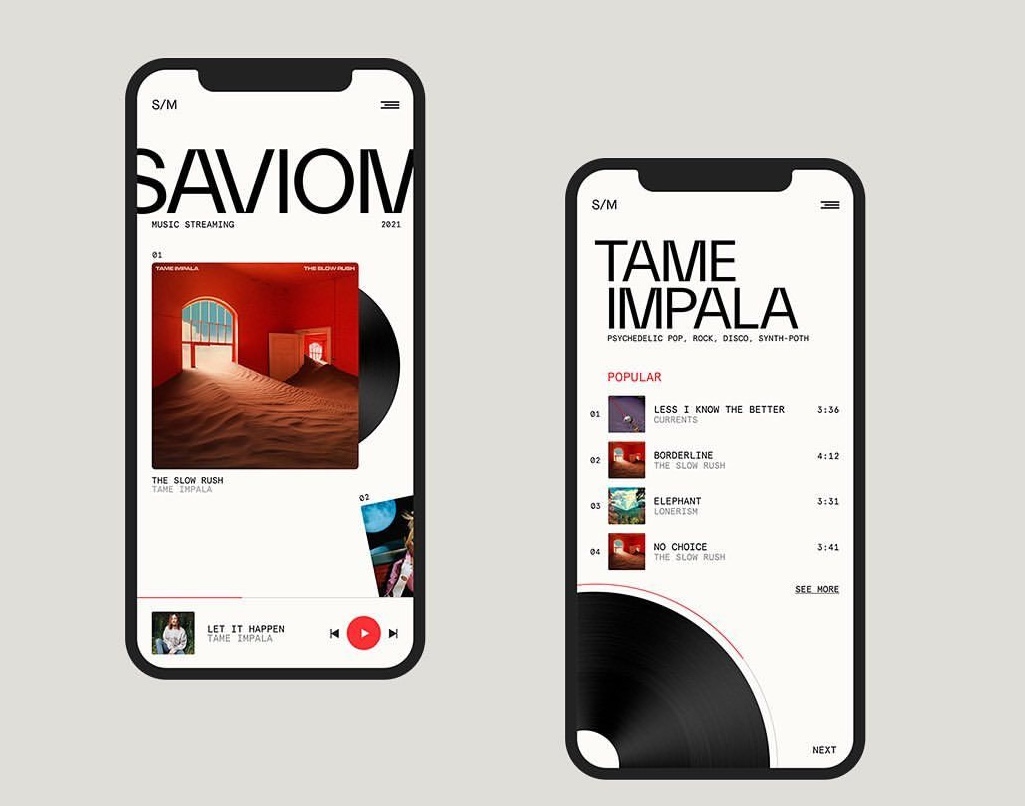 S/M
SAVIOM
MUSIC STREAMING 2021
01
TAME IMPALA THE SLOW RUSH
THE SLOW RUSH
TAME IMPALA
02
LET IT HAPPEN
TAME IMPALA
S/M
TAME
IMPALA
PSYCHEDELIC POP, ROCK, DISCO, SYNTH-POTH
POPULAR
01 LESS I KNOW THE BETTER 3:36
CURRENTS
02 BORDERLINE 4:12
THE SLOW RUSH
03 ELEPHANT 3:31
LONERISM
04 NO CHOICE 3:41
THE SLOW RUSH
SEE MORE
NEXT